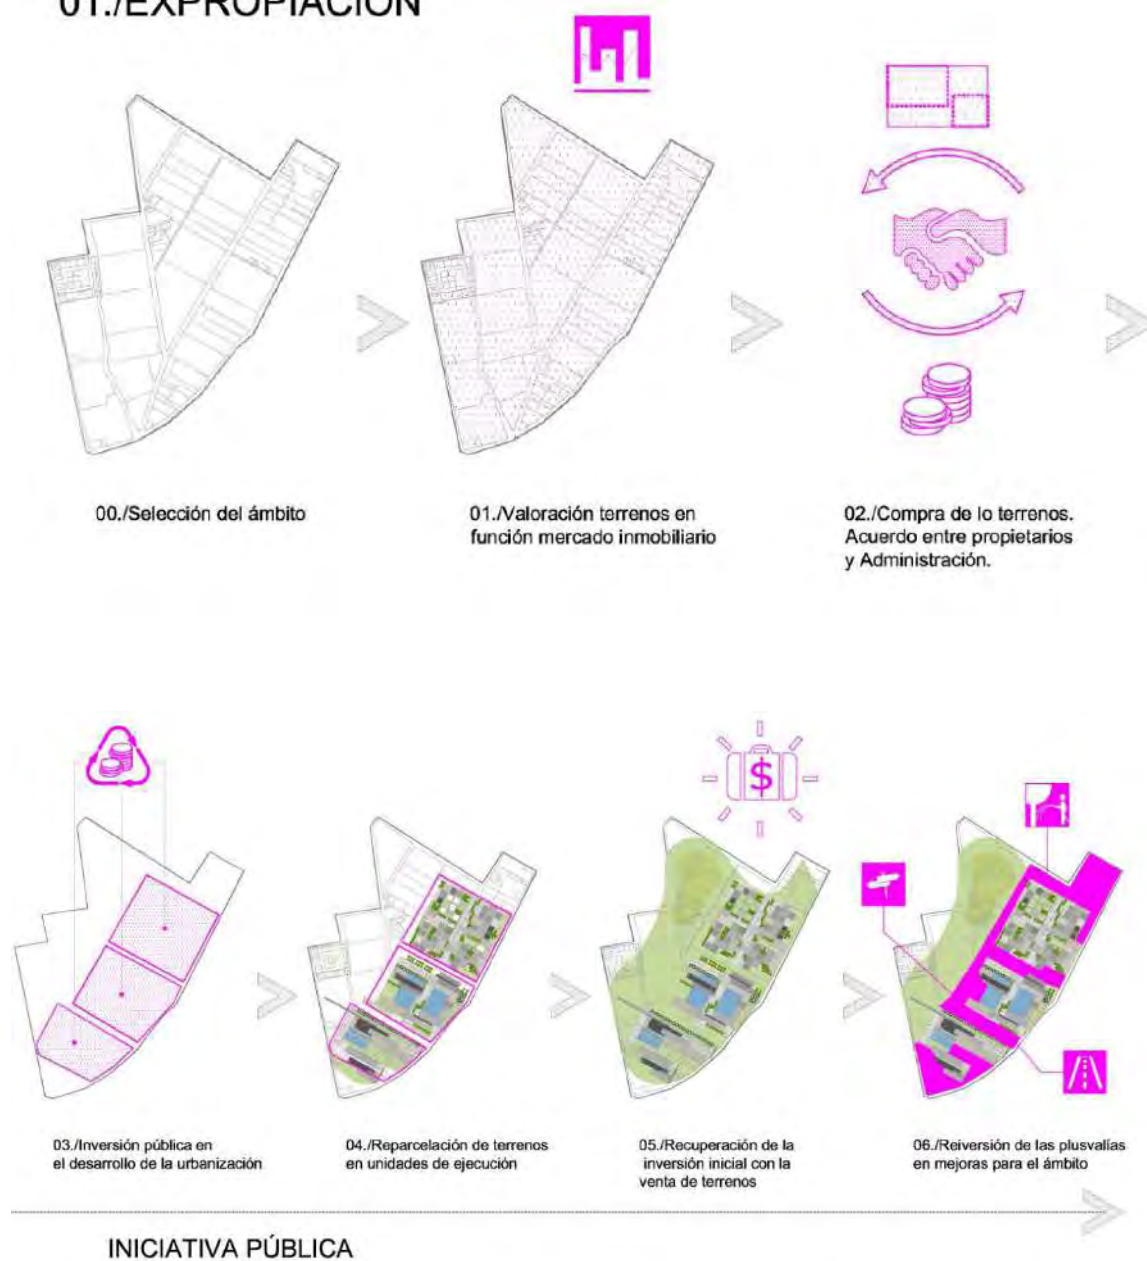 01./EXPROPIACIÓN
00./Selección del ámbito
01./Valoración terrenos en
función mercado inmobiliario
02./Compra de lo terrenos.
Acuerdo entre propietarios
y Administración.
$
03./Inversión pública en
el desarrollo de la urbanización
04./Reparcelación de terrenos
en unidades de ejecución
05./Recuperación de la
inversión inicial con la
venta de terrenos
06./Reiversión de las plusvalías
en mejoras para el ámbito
INICIATIVA PÚBLICA